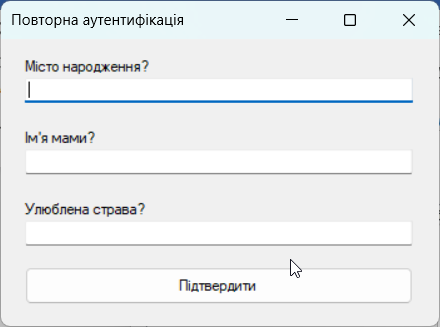 Повторна аутентифікація
Місто народження?
Ім'я мами?
Улюблена страва?
Підтвердити